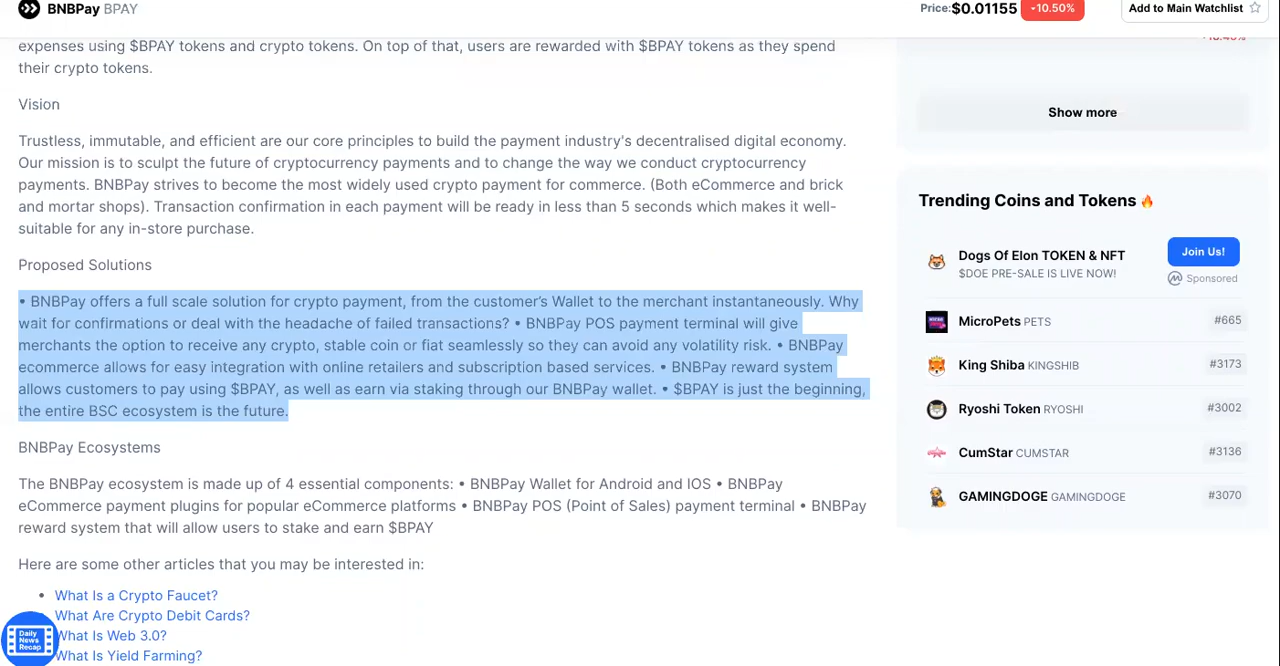 BNBPay BPAY
Price: $0.01155 -10.50% Add to Main Watchlist
expenses using $BPAY tokens and crypto tokens. On top of that, users are rewarded with $BPAY tokens as they spend
their crypto tokens.
Vision
Trustless, immutable, and efficient are our core principles to build the payment industry's decentralised digital economy.
Our mission is to sculpt the future of cryptocurrency payments and to change the way we conduct cryptocurrency
payments. BNBPay strives to become the most widely used crypto payment for commerce. (Both eCommerce and brick
and mortar shops). Transaction confirmation in each payment will be ready in less than 5 seconds which makes it well-
suitable for any in-store purchase.
Proposed Solutions
• BNBPay offers a full scale solution for crypto payment, from the customer’s Wallet to the merchant instantaneously. Why
wait for confirmations or deal with the headache of failed transactions? • BNBPay POS payment terminal will give
merchants the option to receive any crypto, stable coin or fiat seamlessly so they can avoid any volatility risk. • BNBPay
ecommerce allows for easy integration with online retailers and subscription based services. • BNBPay reward system
allows customers to pay using $BPAY, as well as earn via staking through our BNBPay wallet. • $BPAY is just the beginning,
the entire BSC ecosystem is the future.
BNBPay Ecosystems
The BNBPay ecosystem is made up of 4 essential components: • BNBPay Wallet for Android and IOS • BNBPay
eCommerce payment plugins for popular eCommerce platforms • BNBPay POS (Point of Sales) payment terminal • BNBPay
reward system that will allow users to stake and earn $BPAY
Here are some other articles that you may be interested in:
• What Is a Crypto Faucet?
What Are Crypto Debit Cards?
What Is Web 3.0?
What Is Yield Farming?
Daily
News
Recap
Show more
Trending Coins and Tokens
Dogs Of Elon TOKEN & NFT
$DOE PRE-SALE IS LIVE NOW!
Join Us!
Sponsored
MicroPets PETS #665
King Shiba KINGSHIB #3173
Ryoshi Token RYOSHI #3002
CumStar CUMSTAR #3136
GAMINGDOGE GAMINGDOGE #3070